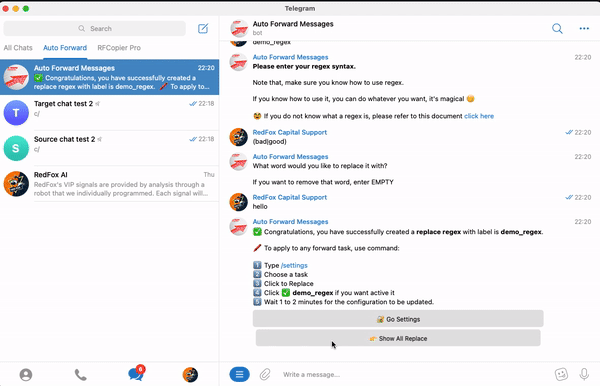 Telegram
Search
All Chats
Auto Forward
RFCopier Pro
Auto Forward Messages
22:20
✅ Congratulations, you have successfully created a
replace regex with label is demo_regex. 🖍 To apply to...
Target chat test 2
22:18
c/
T
Source chat test 2
22:18
c/
S
RedFox AI
Thu
RedFox's VIP signals are provided by analysis through a
robot that we individually programmed. Each signal will...
6
Auto Forward Messages
bot
demo_regex
Auto Forward Messages
22:20
Please enter your regex syntax.
Note that, make sure you know how to use regex.
If you know how to use it, you can do whatever you want, it's magical
If you do not know what a regex is, please refer to this document click here
RedFox Capital Support
22:20
(bad|good)
Auto Forward Messages
22:20
What word would you like to replace it with?
If you want to remove that word, enter EMPTY
RedFox Capital Support
22:20
hello
Auto Forward Messages
22:20
✅ Congratulations, you have successfully created a replace regex with label is demo_regex.
🖍 To apply to any forward task, use command:
1 Type /settings
2 Choose a task
3 Click to Replace
4 Click ✅ demo_regex if you want active it
5 Wait 1 to 2 minutes for the configuration to be updated.
Go Settings
👉 Show All Replace
Write a message...